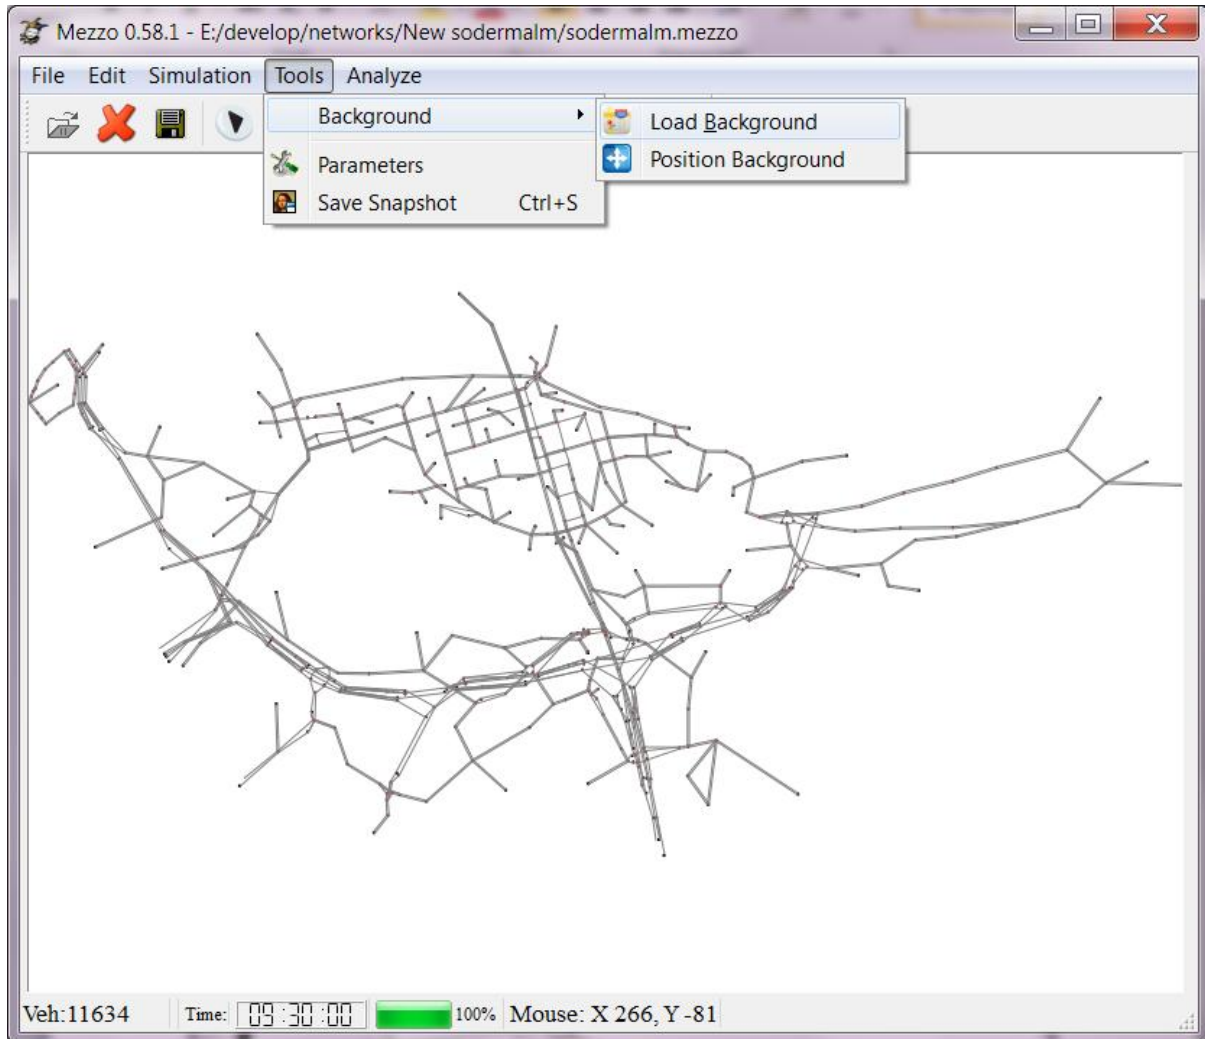 Mezzo 0.58.1 - E:/develop/networks/New sodermalm/sodermalm.mezzo
File Edit Simulation Tools Analyze
Background
Load Background
Position Background
Parameters
Save Snapshot Ctrl+S
Veh:11634 Time: 09:30:00 100% Mouse: X 266, Y -81